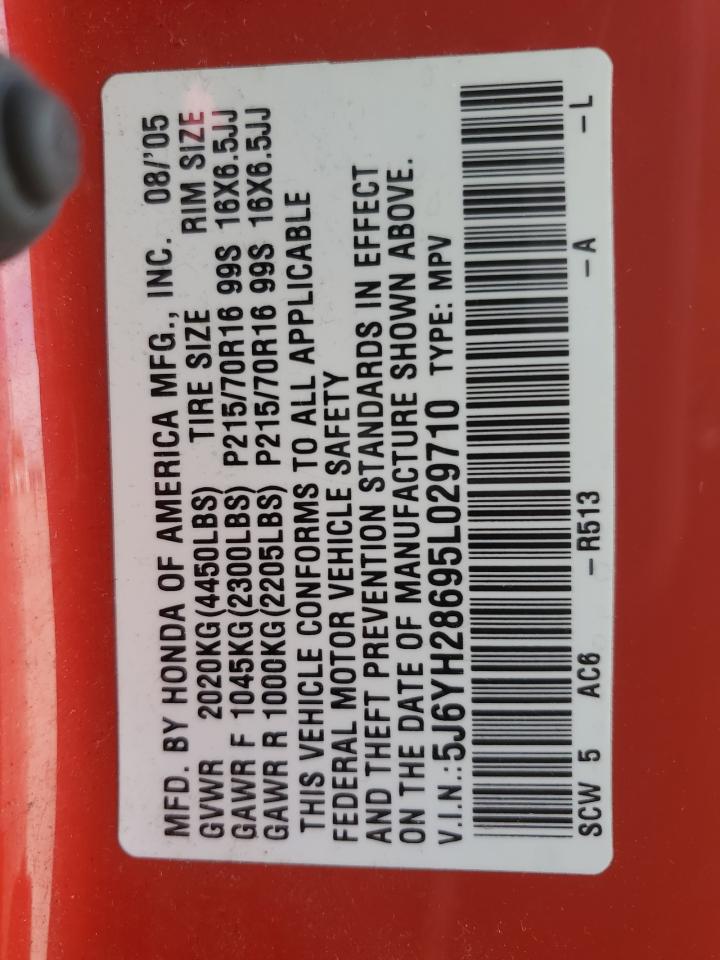 MFD. BY HONDA OF AMERICA MFG., INC. 08/'05
GVWR 2020KG(4450LBS) TIRE SIZE RIM SIZE
GAWR F 1045KG(2300LBS) P215/70R16 99S 16X6.5JJ
GAWR R 1000KG(2205LBS) P215/70R16 99S 16X6.5JJ
THIS VEHICLE CONFORMS TO ALL APPLICABLE
FEDERAL MOTOR VEHICLE SAFETY
AND THEFT PREVENTION STANDARDS IN EFFECT
ON THE DATE OF MANUFACTURE SHOWN ABOVE.
V.I.N.:5J6YH28695L029710 TYPE: MPV
SCW 5 AC6 -R513 -A -L